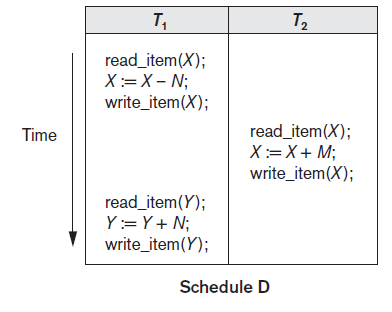 T₁
T₂
read_item(X);
X := X – N;
write_item(X);
Time
read_item(X);
X := X + M;
write_item(X);
read_item(Y);
Y := Y + N;
write_item(Y);
Schedule D